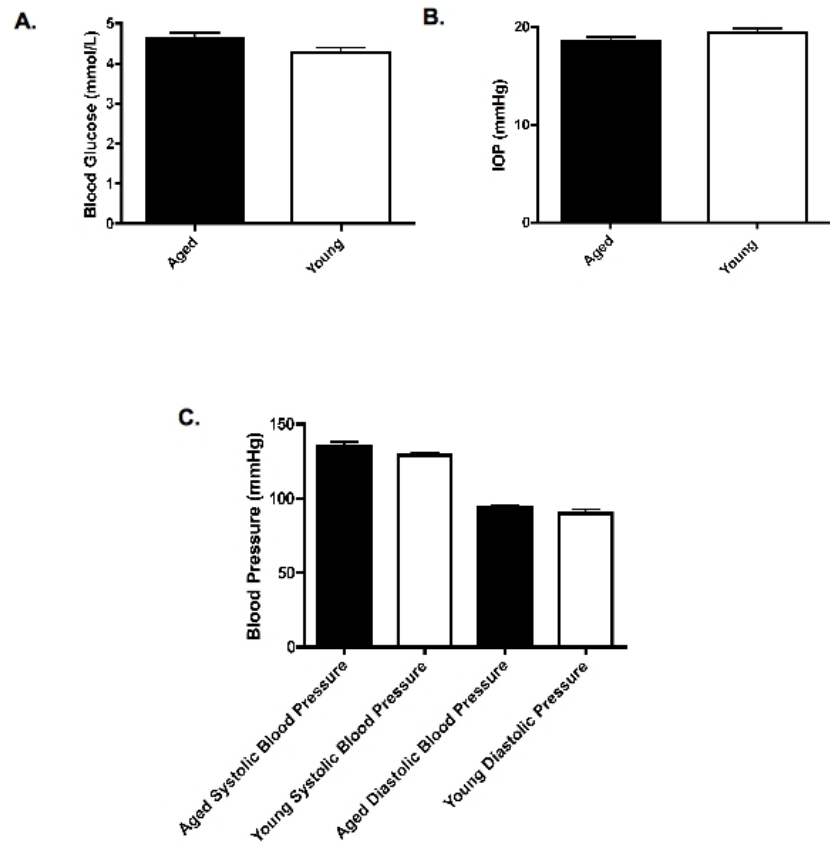 A.
Blood Glucose (mmol/L)
5
4
3
2
1
0
Aged
Young
B.
IOP (mmHg)
20
10
0
Aged
Young
C.
Blood Pressure (mmHg)
150
100
50
0
Aged Systolic Blood Pressure
Young Systolic Blood Pressure
Aged Diastolic Blood Pressure
Young Diastolic Pressure